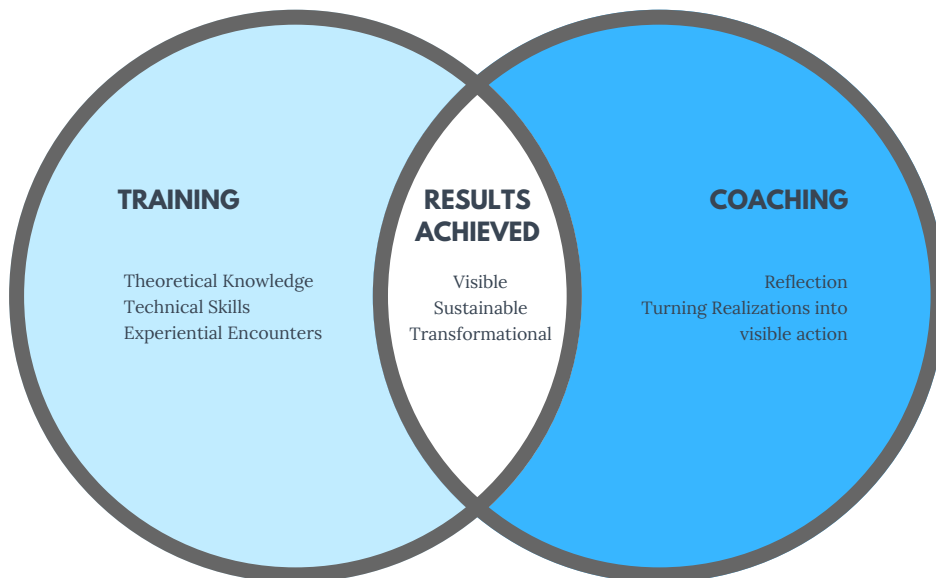 TRAINING
Theoretical Knowledge
Technical Skills
Experiential Encounters
RESULTS
ACHIEVED
Visible
Sustainable
Transformational
COACHING
Reflection
Turning Realizations into
visible action